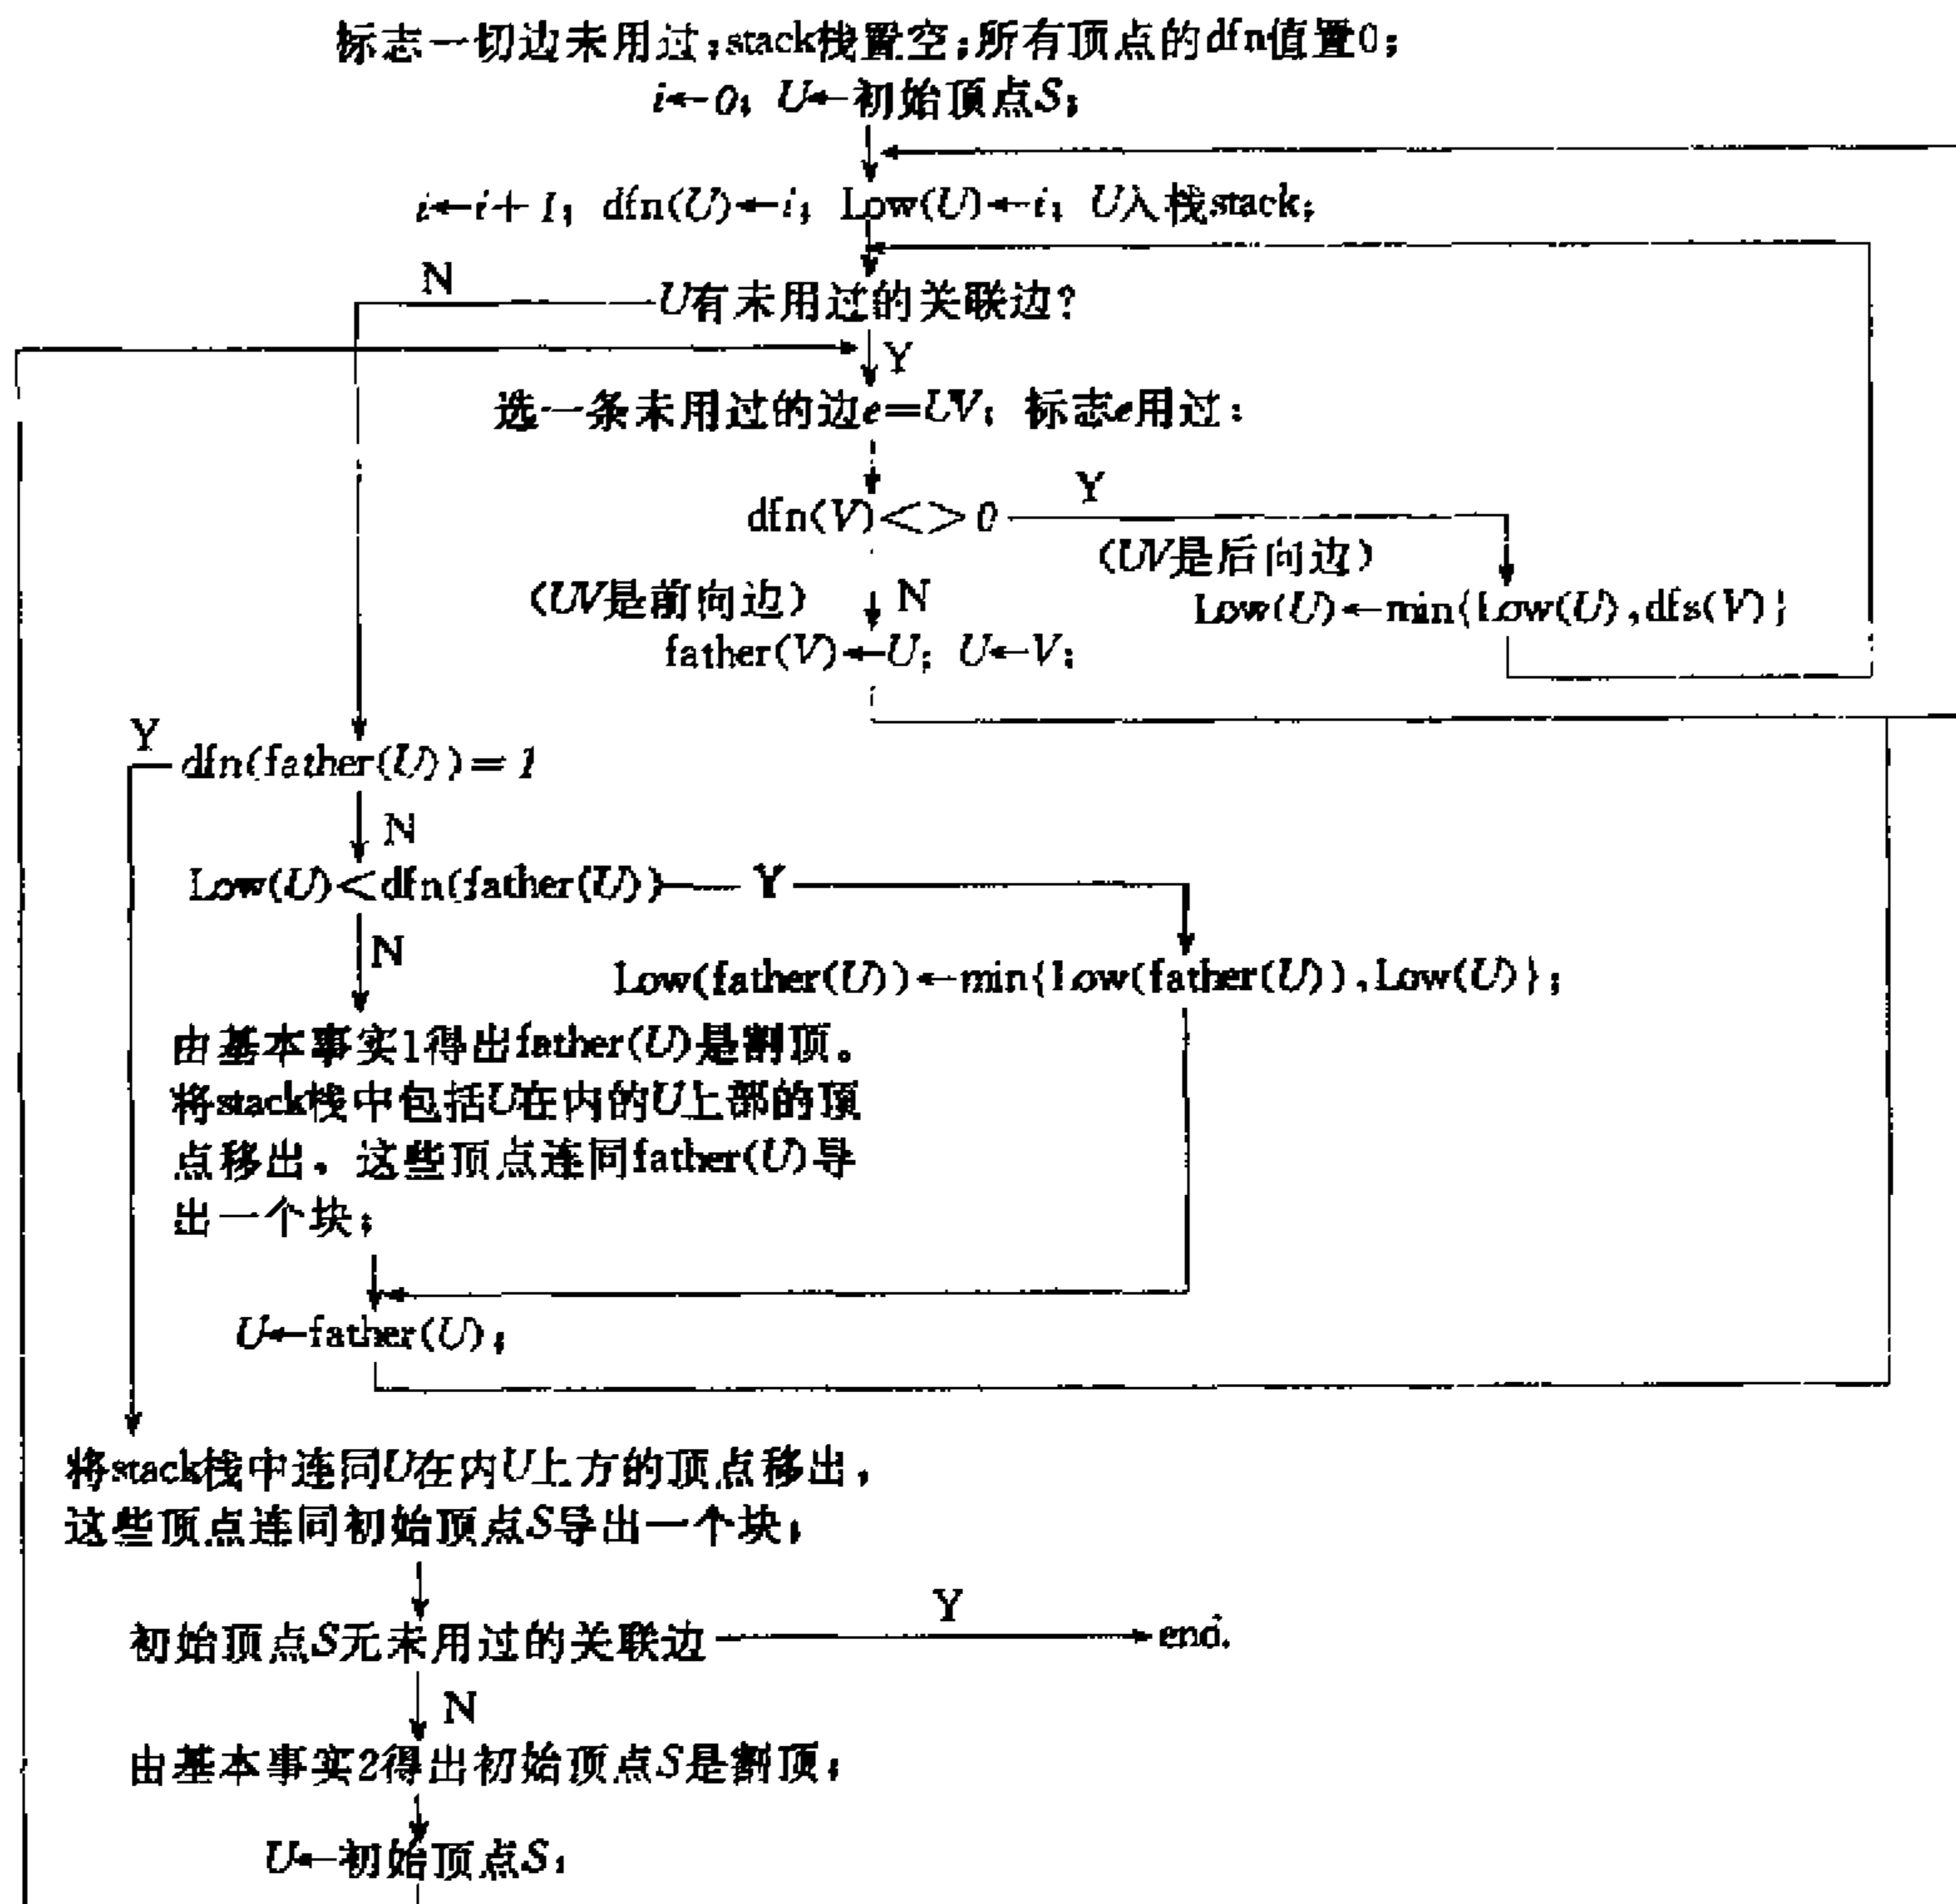 标志一切边未用过;stack栈置空;所有顶点的dfn值置0;
i←0; U←初始顶点S;
i←i+1; dfn(U)←i; Low(U)←i; U入栈stack;
N
U有未用过的关联边?
Y
选一条未用过的边e=UV; 标志e用过;
dfn(V)<>0
Y
(UV是后向边)
(UV是前向边)
N
Low(U)←min{Low(U),dfs(V)}
father(V)←U; U←V;
Y
dfn(father(U))=1
N
Low(U)<dfn(father(U))
Y
N
Low(father(U))←min{Low(father(U)),Low(U)};
由基本事实1得出father(U)是割顶。
将stack栈中包括U在内的U上部的顶
点移出,这些顶点连同father(U)导
出一个块;
U←father(U);
将stack栈中连同U在内U上方的顶点移出,
这些顶点连同初始顶点S导出一个块;
初始顶点S无未用过的关联边
Y
end.
N
由基本事实2得出初始顶点S是割顶;
U←初始顶点S;